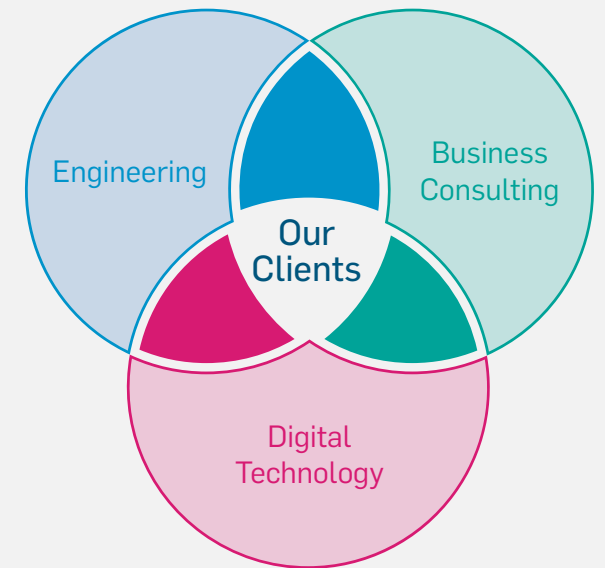 Engineering
Business
Consulting
Our
Clients
Digital
Technology